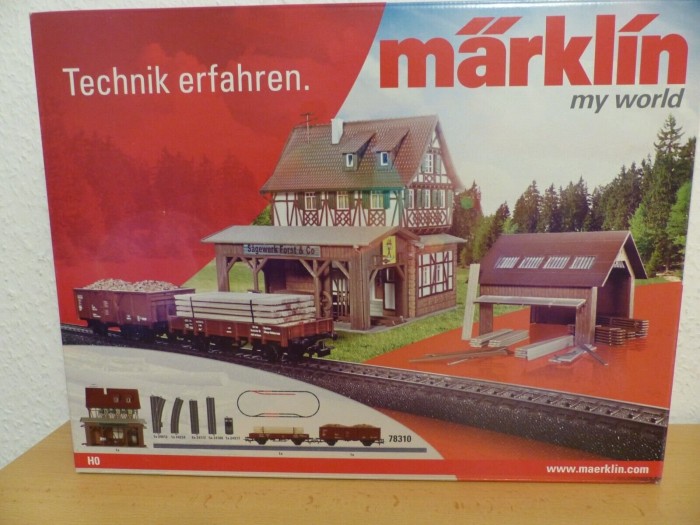 Technik erfahren.
märklin
my world
Sägewerk Forst & Co
78310
H0
www.maerklin.com